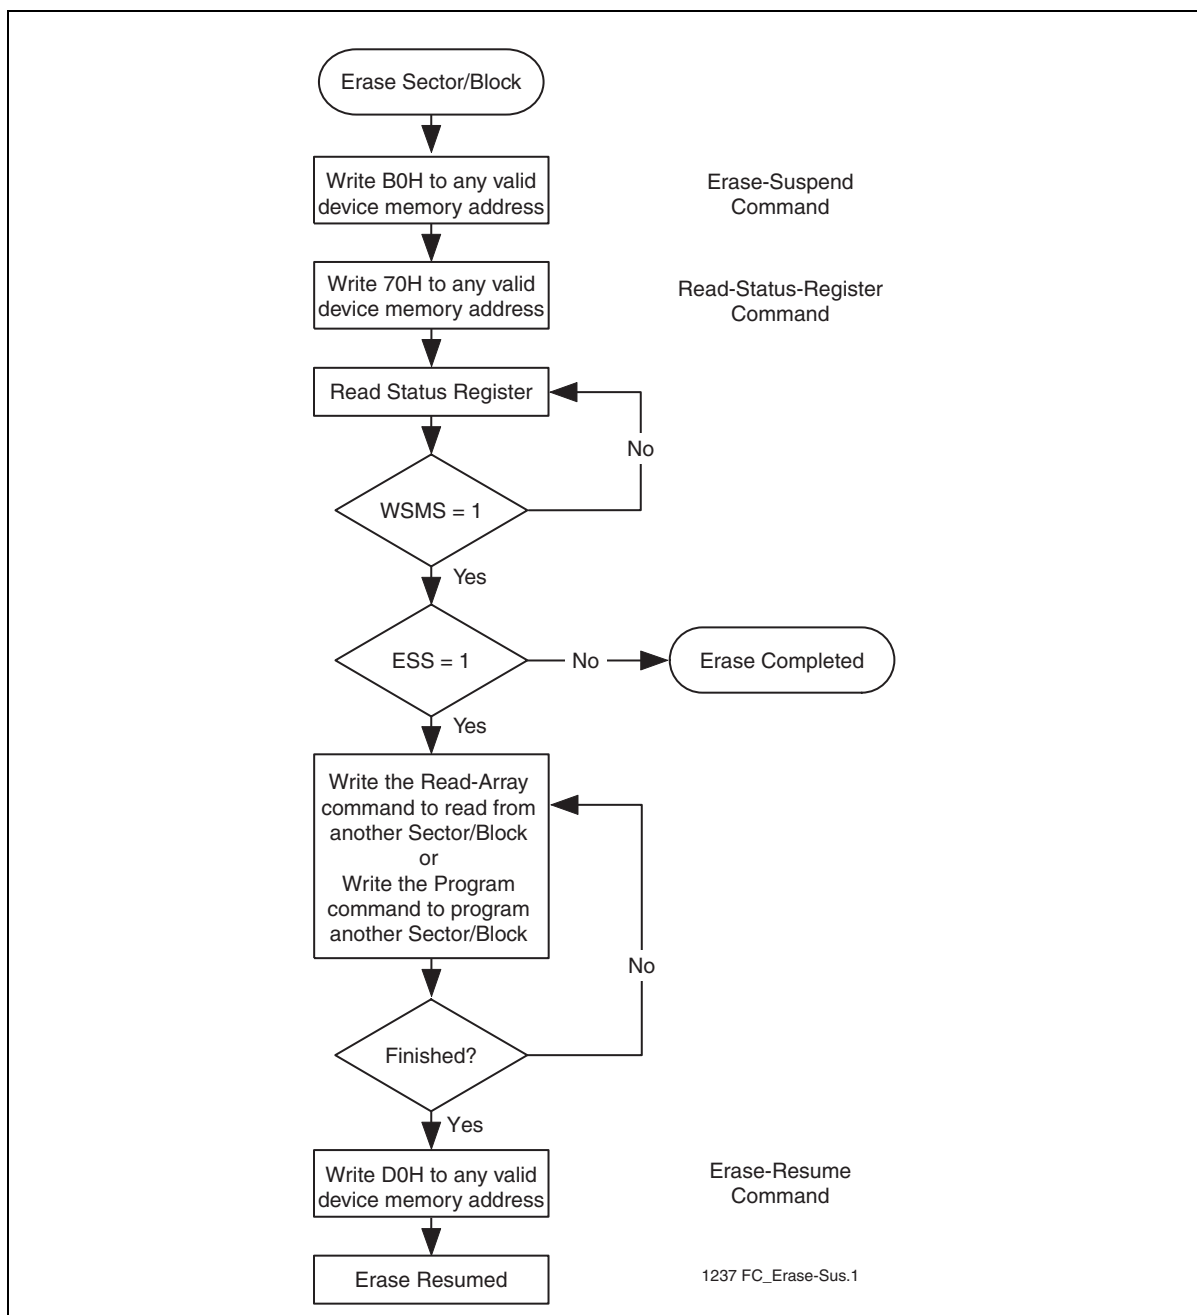 Erase Sector/Block
Write B0H to any valid
device memory address
Erase-Suspend
Command
Write 70H to any valid
device memory address
Read-Status-Register
Command
Read Status Register
No
WSMS = 1
Yes
ESS = 1
No
Erase Completed
Yes
Write the Read-Array
command to read from
another Sector/Block
or
Write the Program
command to program
another Sector/Block
No
Finished?
Yes
Write D0H to any valid
device memory address
Erase-Resume
Command
Erase Resumed
1237 FC_Erase-Sus.1